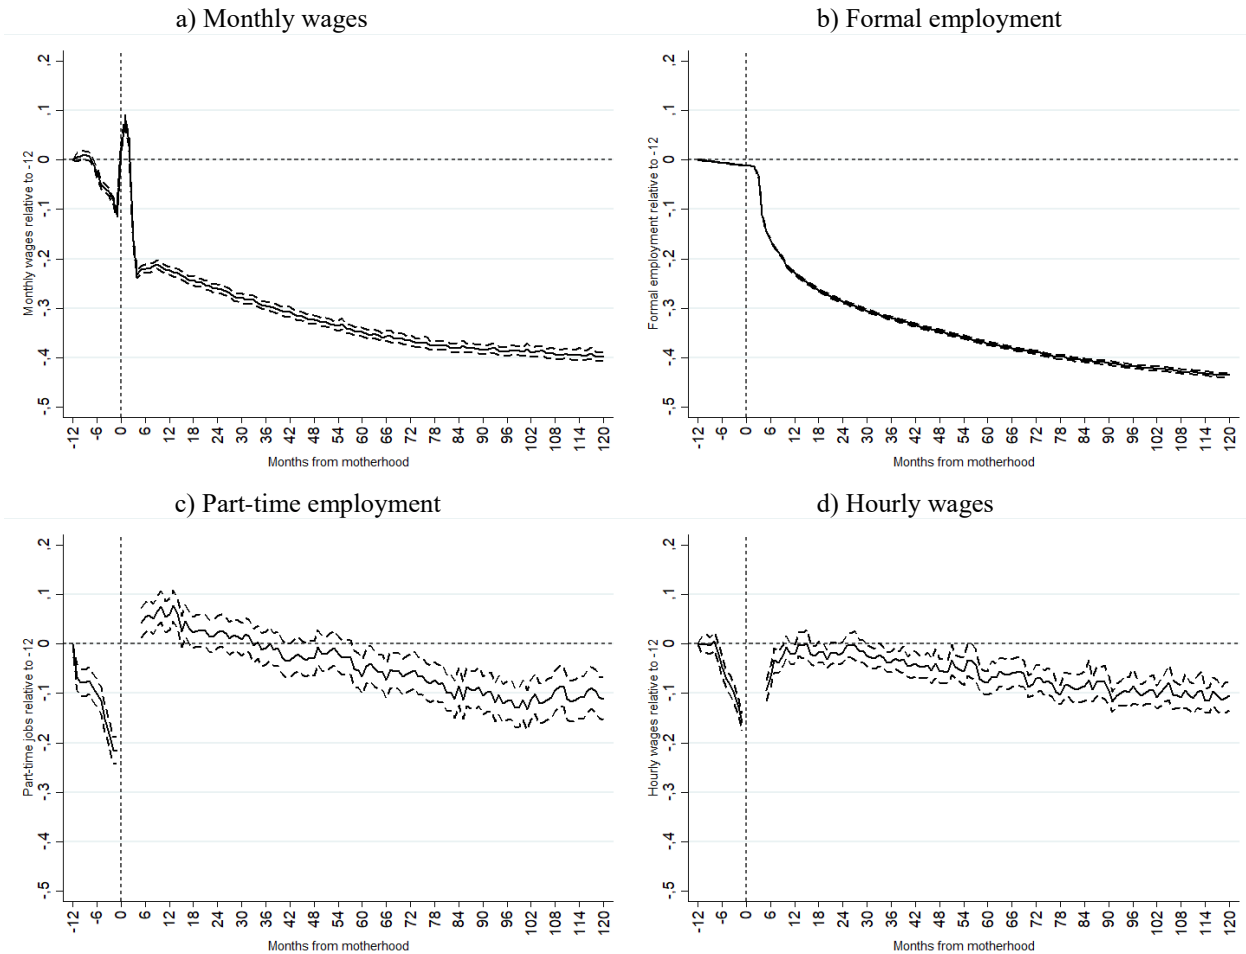 a) Monthly wages
b) Formal employment
Monthly wages relative to -12
.2
.1
0
-.1
-.2
-.3
-.4
-.5
-12 -6 0 6 12 18 24 30 36 42 48 54 60 66 72 78 84 90 96 102 108 114 120
Months from motherhood
Formal employment relative to -12
.2
.1
0
-.1
-.2
-.3
-.4
-.5
-12 -6 0 6 12 18 24 30 36 42 48 54 60 66 72 78 84 90 96 102 108 114 120
Months from motherhood
c) Part-time employment
d) Hourly wages
Part-time jobs relative to -12
.2
.1
0
-.1
-.2
-.3
-.4
-.5
-12 -6 0 6 12 18 24 30 36 42 48 54 60 66 72 78 84 90 96 102 108 114 120
Months from motherhood
Hourly wages relative to -12
.2
.1
0
-.1
-.2
-.3
-.4
-.5
-12 -6 0 6 12 18 24 30 36 42 48 54 60 66 72 78 84 90 96 102 108 114 120
Months from motherhood